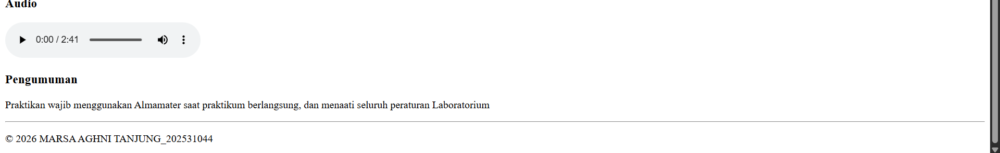 Audio
0:00 / 2:41
Pengumuman
Praktikan wajib menggunakan Almamater saat praktikum berlangsung, dan menaati seluruh peraturan Laboratorium
© 2026 MARSA AGHNI TANJUNG_202531044